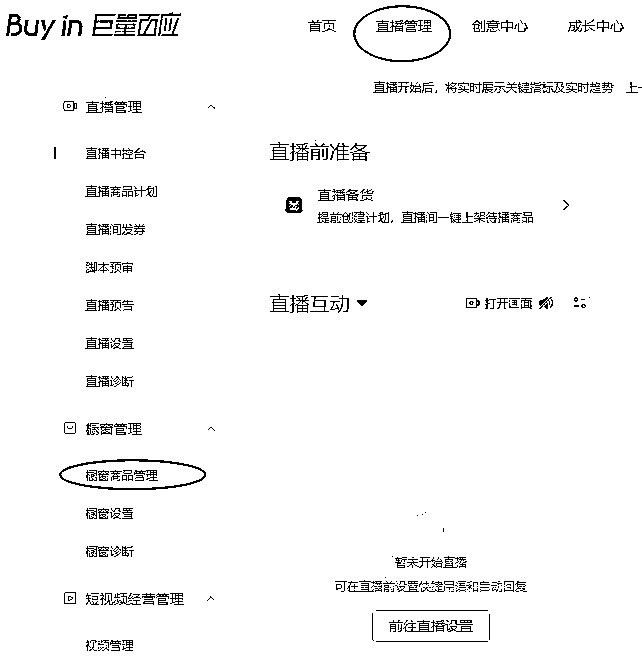 Buy in 巨量百应
首页 直播管理 创意中心 成长中心
直播开始后，将实时展示关键指标及实时趋势 上一
直播管理
直播中控台
直播商品计划
直播间发券
脚本预审
直播预告
直播设置
直播诊断
橱窗管理
橱窗商品管理
橱窗设置
橱窗诊断
短视频经营管理
视频管理
直播前准备
直播备货
提前创建计划，直播间一键上架待播商品
直播互动 打开画面
暂未开始直播
可在直播前设置快捷用语和自动回复
前往直播设置